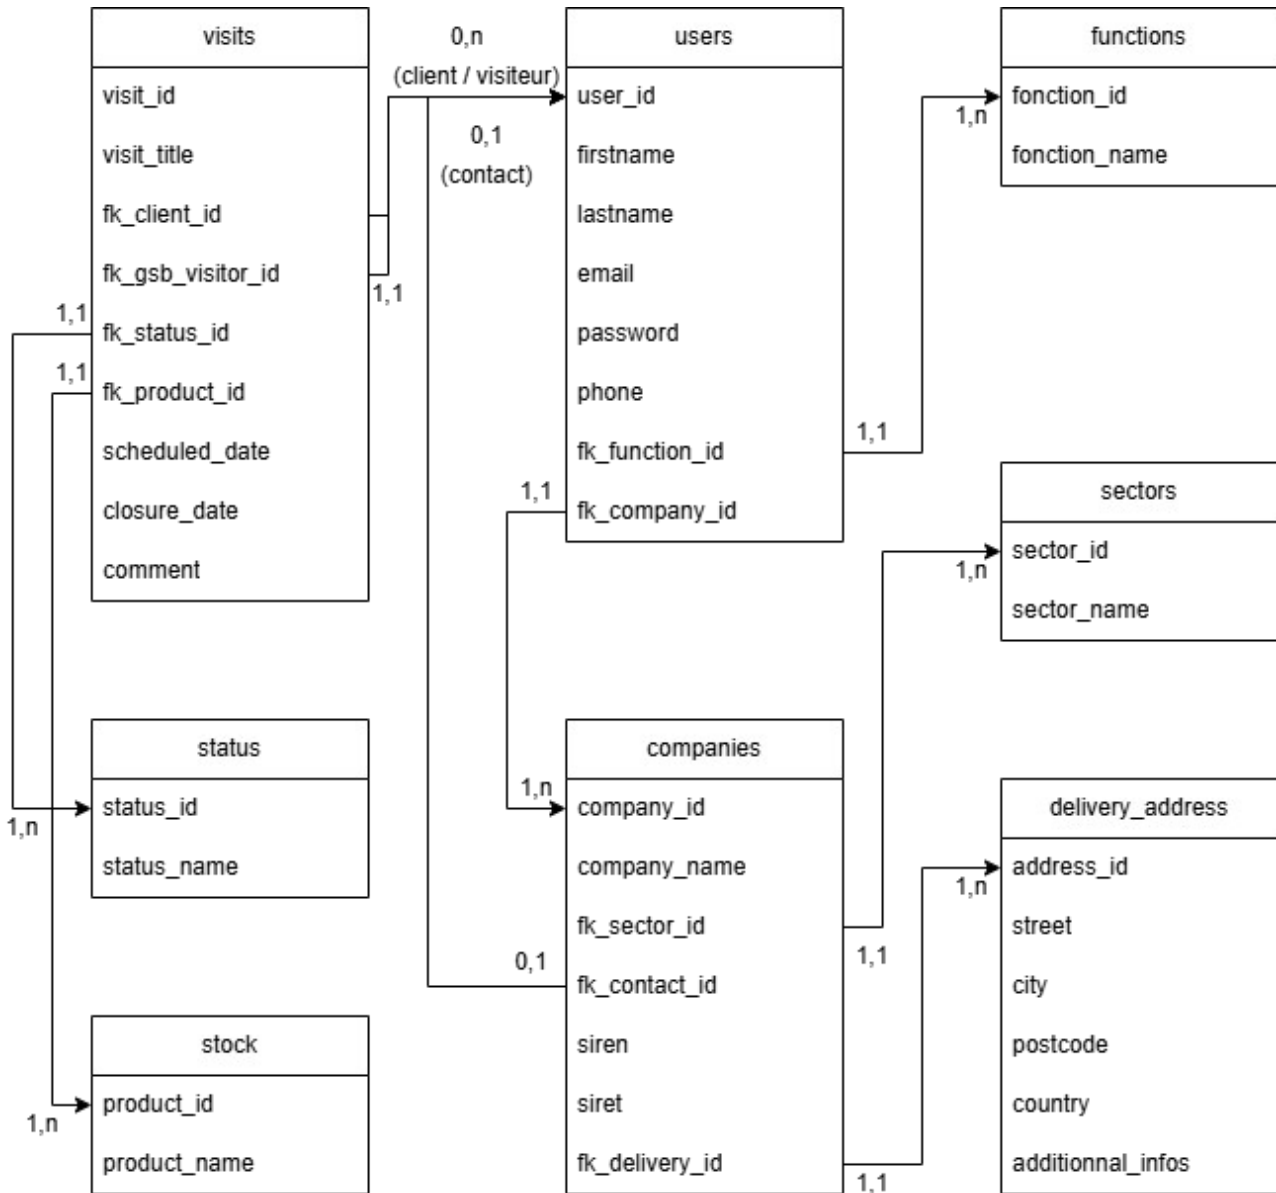 visits
visit_id
visit_title
fk_client_id
fk_gsb_visitor_id
fk_status_id
fk_product_id
scheduled_date
closure_date
comment
1,1
1,1
1,1
0,n
(client / visiteur)
0,1
(contact)
users
user_id
firstname
lastname
email
password
phone
fk_function_id
fk_company_id
1,1
1,1
functions
fonction_id
fonction_name
1,n
sectors
sector_id
sector_name
1,n
status
status_id
status_name
1,n
stock
product_id
product_name
1,n
companies
company_id
company_name
fk_sector_id
fk_contact_id
siren
siret
fk_delivery_id
1,n
0,1
1,1
1,1
delivery_address
address_id
street
city
postcode
country
additionnal_infos
1,n